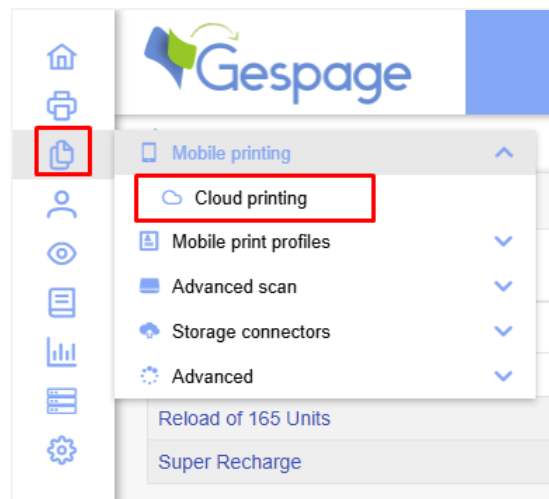 Gespage
Mobile printing
Cloud printing
Mobile print profiles
Advanced scan
Storage connectors
Advanced
Reload of 165 Units
Super Recharge